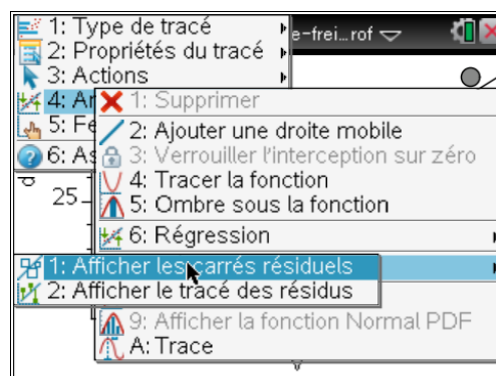 1: Type de tracé
e-frei...rof
2: Propriétés du tracé
3: Actions
4: A
1: Supprimer
2: Ajouter une droite mobile
5: Fe
3: Verrouiller l'interception sur zéro
6: As
4: Tracer la fonction
25
5: Ombre sous la fonction
6: Régression
1: Afficher les carrés résiduels
2: Afficher le tracé des résidus
9: Afficher la fonction Normal PDF
A: Trace